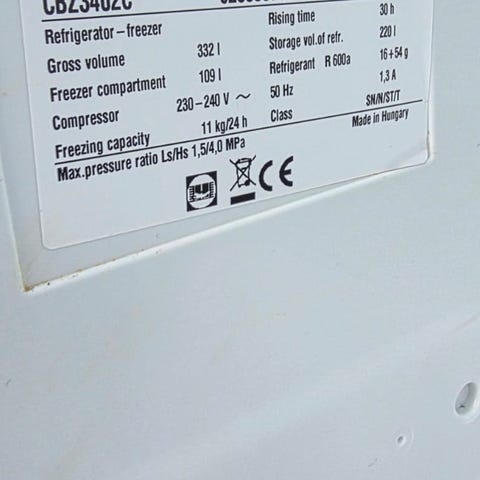 CBZ3402C
Rising time 30 h
Refrigerator-freezer
Storage vol.of refr. 220 l
Gross volume 332 l
Refrigerant R 600a 16+54 g
Freezer compartment 109 l
50 Hz 1,3 A
Compressor 230-240 V ~
Class SN/N/ST/T
Freezing capacity 11 kg/24 h
Made in Hungary
Max.pressure ratio Ls/Hs 1,5/4,0 MPa
CE